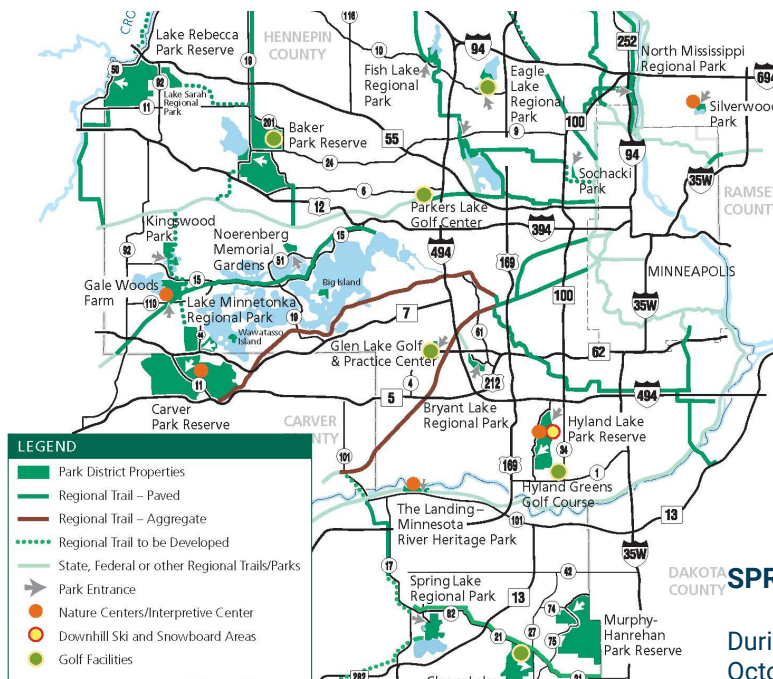 CRO
Lake Rebecca
Park Reserve
HENNEPIN
COUNTY
116
19
10
94
252
North Mississippi
Regional Park
694
50
92
11
Lake Sarah
Regional
Park
Fish Lake
Regional
Park
Eagle
Lake
Regional
Park
Silverwood
Park
201
Baker
Park Reserve
55
9
100
24
94
35W
Sochacki
Park
RAMSEY
COUNTY
6
12
Parkers Lake
Golf Center
394
Kingswood
Park
Noerenberg
Memorial
Gardens
15
51
92
494
169
MINNEAPOLIS
Gale Woods
Farm
15
110
Big Island
100
35W
Lake Minnetonka
Regional Park
19
7
Wawatasso
Island
44
61
Glen Lake Golf
& Practice Center
62
11
4
212
5
494
Carver
Park Reserve
CARVER
Bryant Lake
Regional Park
Hyland Lake
Park Reserve
34
LEGEND
Park District Properties
Regional Trail – Paved
Regional Trail – Aggregate
Regional Trail to be Developed
State, Federal or other Regional Trails/Parks
Park Entrance
Nature Centers/Interpretive Center
Downhill Ski and Snowboard Areas
Golf Facilities
101
169
1
Hyland Greens
Golf Course
The Landing –
Minnesota
River Heritage Park
101
13
35W
17
42
DAKOTA
COUNTY
SPR
Spring Lake
Regional Park
13
82
74
21
27
75
Murphy-
Hanrehan
Park Reserve
Duri
Octo
282